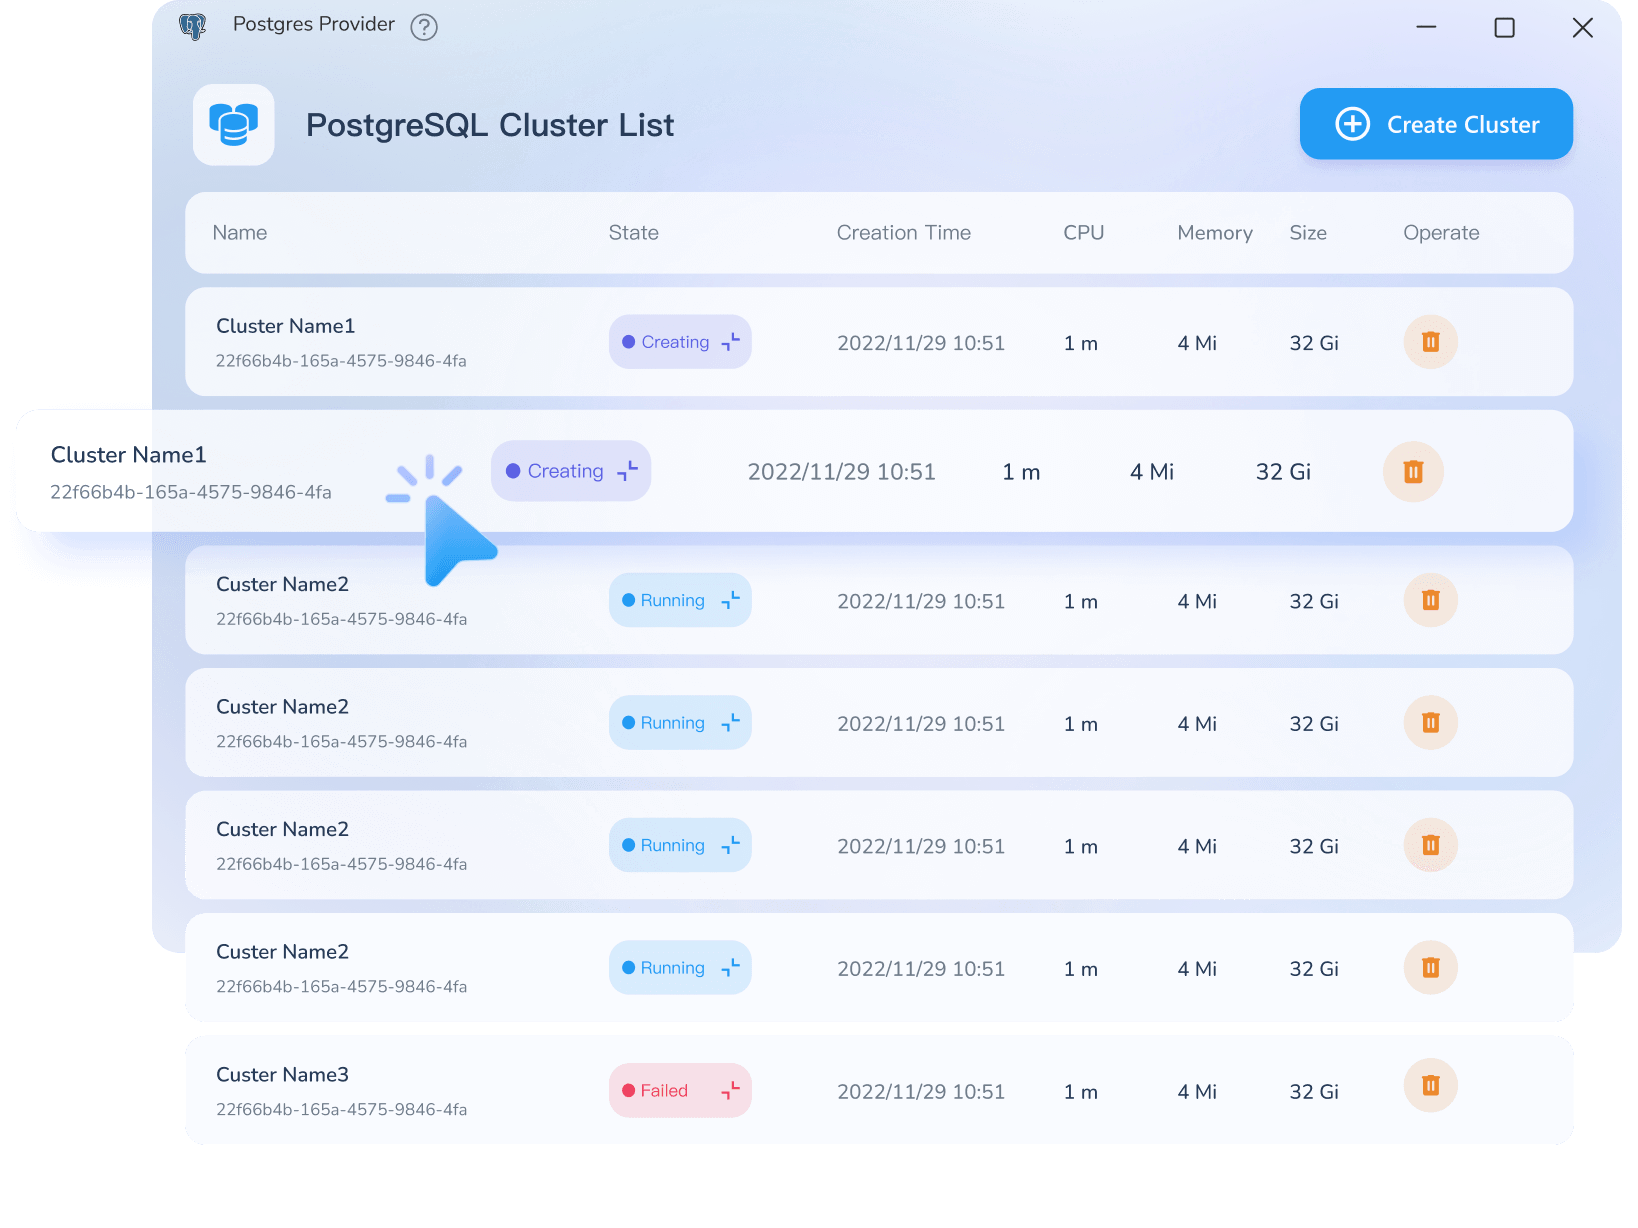 Postgres Provider ?
PostgreSQL Cluster List
Create Cluster
Name State Creation Time CPU Memory Size Operate
Cluster Name1
22f66b4b-165a-4575-9846-4fa
Creating 2022/11/29 10:51 1 m 4 Mi 32 Gi
Cluster Name1
22f66b4b-165a-4575-9846-4fa
Creating 2022/11/29 10:51 1 m 4 Mi 32 Gi
Custer Name2
22f66b4b-165a-4575-9846-4fa
Running 2022/11/29 10:51 1 m 4 Mi 32 Gi
Custer Name2
22f66b4b-165a-4575-9846-4fa
Running 2022/11/29 10:51 1 m 4 Mi 32 Gi
Custer Name2
22f66b4b-165a-4575-9846-4fa
Running 2022/11/29 10:51 1 m 4 Mi 32 Gi
Custer Name2
22f66b4b-165a-4575-9846-4fa
Running 2022/11/29 10:51 1 m 4 Mi 32 Gi
Custer Name3
22f66b4b-165a-4575-9846-4fa
Failed 2022/11/29 10:51 1 m 4 Mi 32 Gi